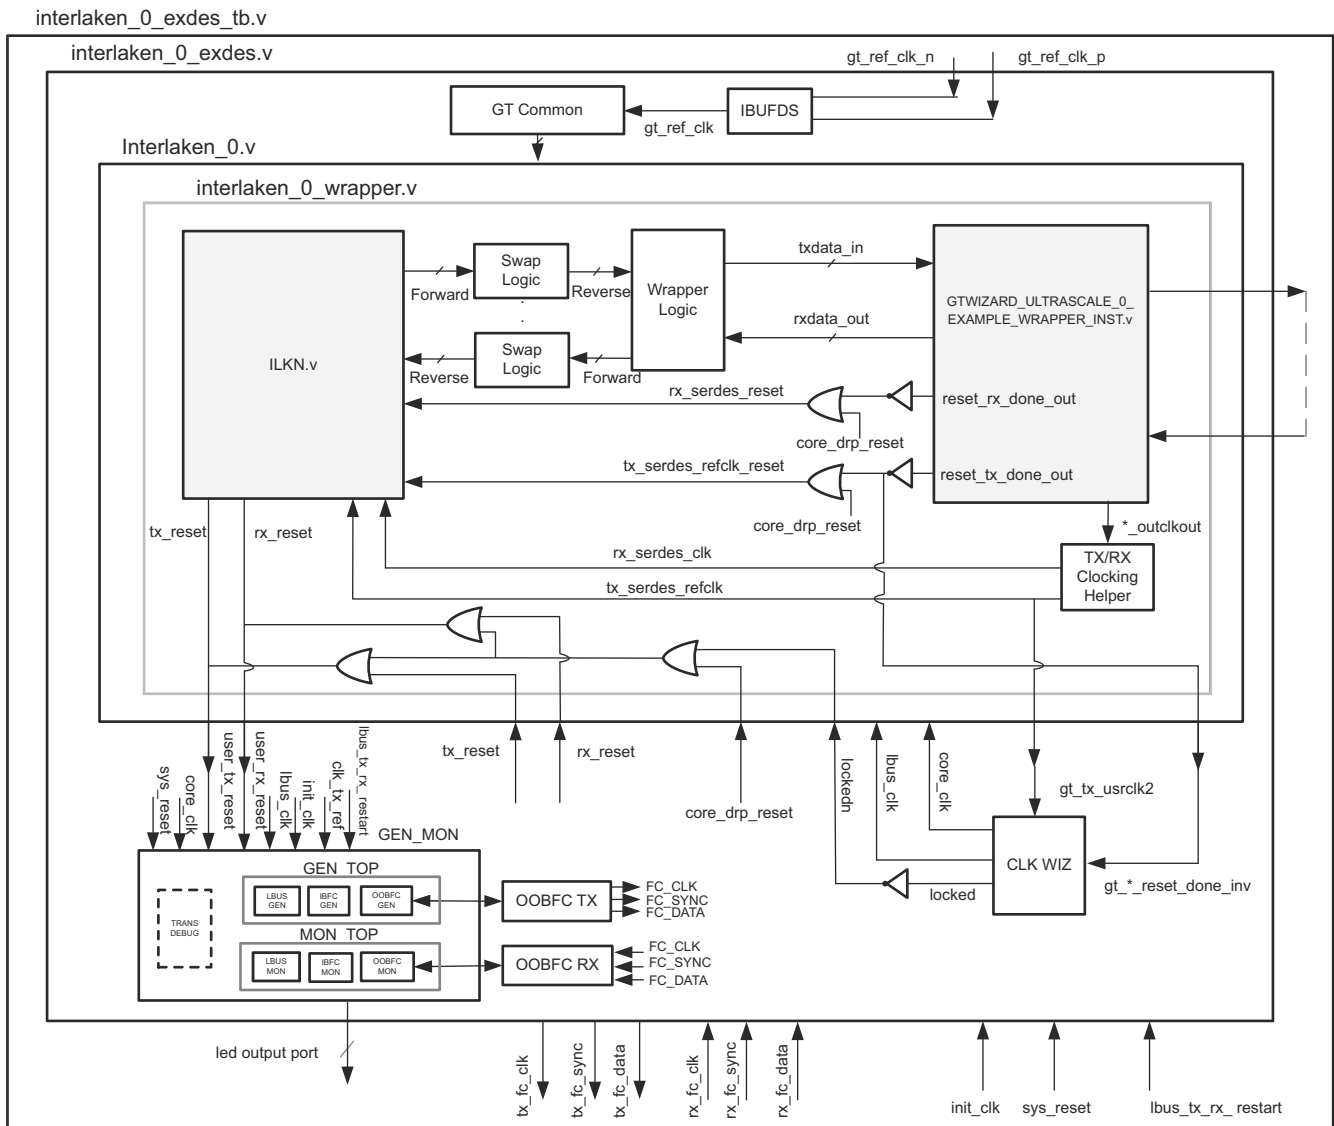 interlaken_0_exdes_tb.v
interlaken_0_exdes.v
gt_ref_clk_n
gt_ref_clk_p
GT Common
IBUFDS
gt_ref_clk
Interlaken_0.v
interlaken_0_wrapper.v
ILKN.v
Swap
Logic
Forward
Reverse
.
.
Swap
Logic
Reverse
Forward
Wrapper
Logic
txdata_in
rxdata_out
GTWIZARD_ULTRASCALE_0_
EXAMPLE_WRAPPER_INST.v
rx_serdes_reset
core_drp_reset
reset_rx_done_out
tx_serdes_refclk_reset
core_drp_reset
reset_tx_done_out
tx_reset
rx_reset
*_outclkout
rx_serdes_clk
tx_serdes_refclk
TX/RX
Clocking
Helper
tx_reset
rx_reset
core_drp_reset
lockedn
lbus_clk
core_clk
gt_tx_usrclk2
CLK WIZ
locked
gt_*_reset_done_inv
sys_reset
core_clk
user_tx_reset
user_rx_reset
lbus_clk
init_clk
clk_tx_ref
lbus_tx_rx_restart
GEN_MON
GEN_TOP
LBUS
GEN
IBFC
GEN
OOBFC
GEN
TRANS
DEBUG
MON_TOP
LBUS
MON
IBFC
MON
OOBFC
MON
OOBFC TX
FC_CLK
FC_SYNC
FC_DATA
OOBFC RX
FC_CLK
FC_SYNC
FC_DATA
led output port
tx_fc_clk
tx_fc_sync
tx_fc_data
rx_fc_clk
rx_fc_sync
rx_fc_data
init_clk
sys_reset
lbus_tx_rx_ restart